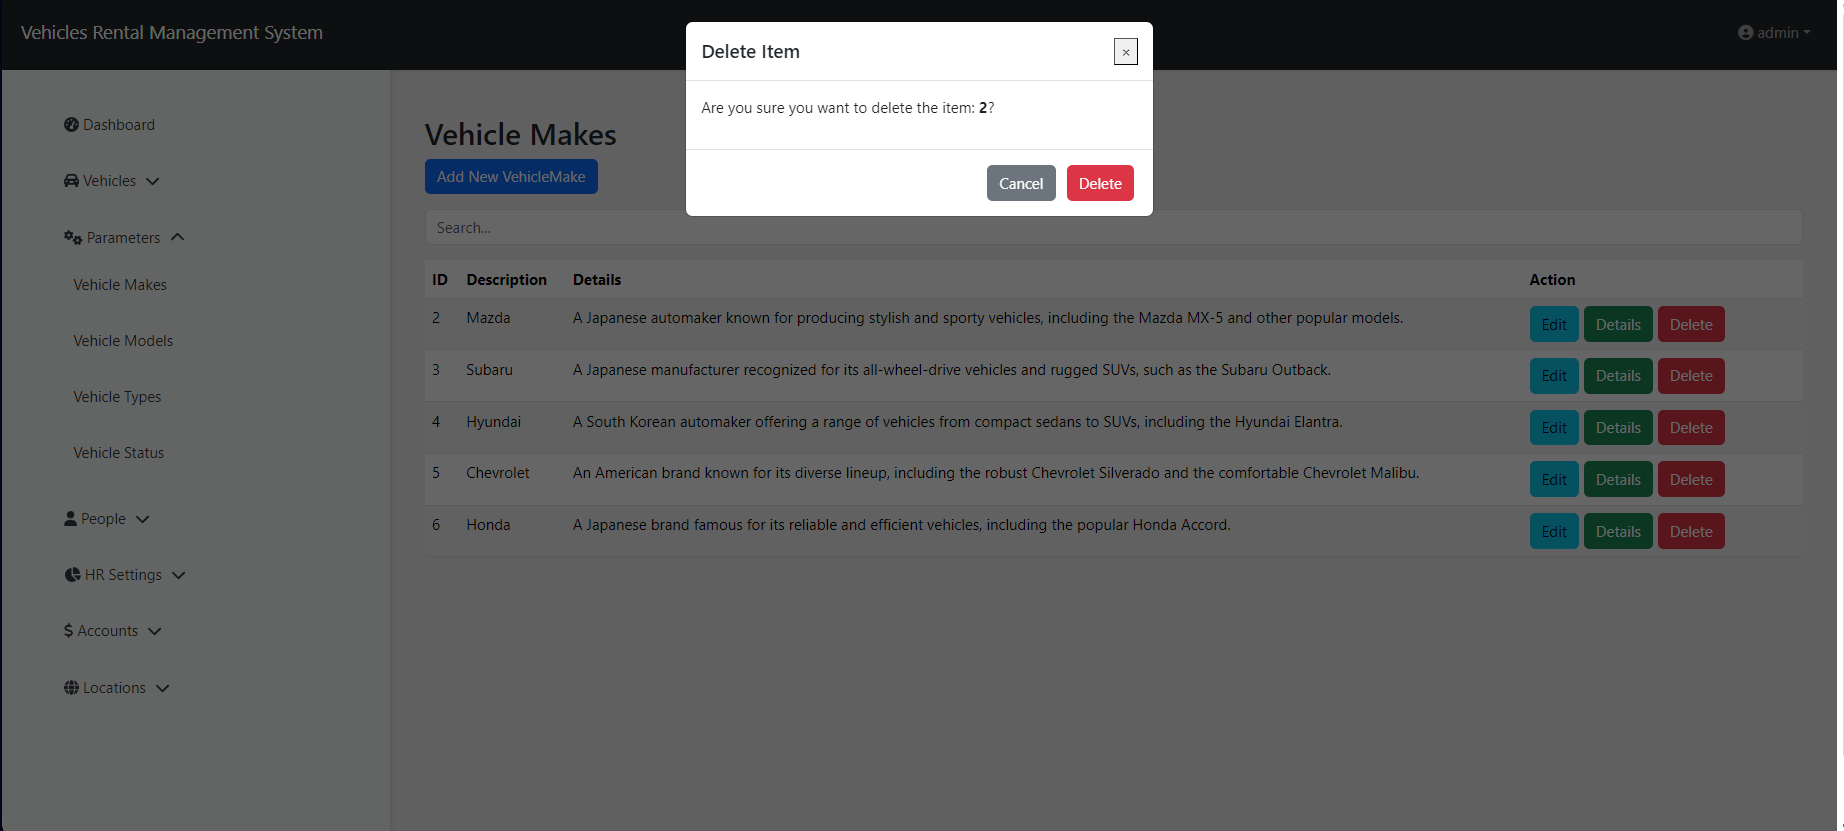 Vehicles Rental Management System
admin
Delete Item
×
Are you sure you want to delete the item: 2?
Cancel Delete
Dashboard
Vehicles
Parameters
Vehicle Makes
Vehicle Models
Vehicle Types
Vehicle Status
People
HR Settings
$ Accounts
Locations
Vehicle Makes
Add New VehicleMake
Search...
ID Description Details Action
2 Mazda A Japanese automaker known for producing stylish and sporty vehicles, including the Mazda MX-5 and other popular models. Edit Details Delete
3 Subaru A Japanese manufacturer recognized for its all-wheel-drive vehicles and rugged SUVs, such as the Subaru Outback. Edit Details Delete
4 Hyundai A South Korean automaker offering a range of vehicles from compact sedans to SUVs, including the Hyundai Elantra. Edit Details Delete
5 Chevrolet An American brand known for its diverse lineup, including the robust Chevrolet Silverado and the comfortable Chevrolet Malibu. Edit Details Delete
6 Honda A Japanese brand famous for its reliable and efficient vehicles, including the popular Honda Accord. Edit Details Delete